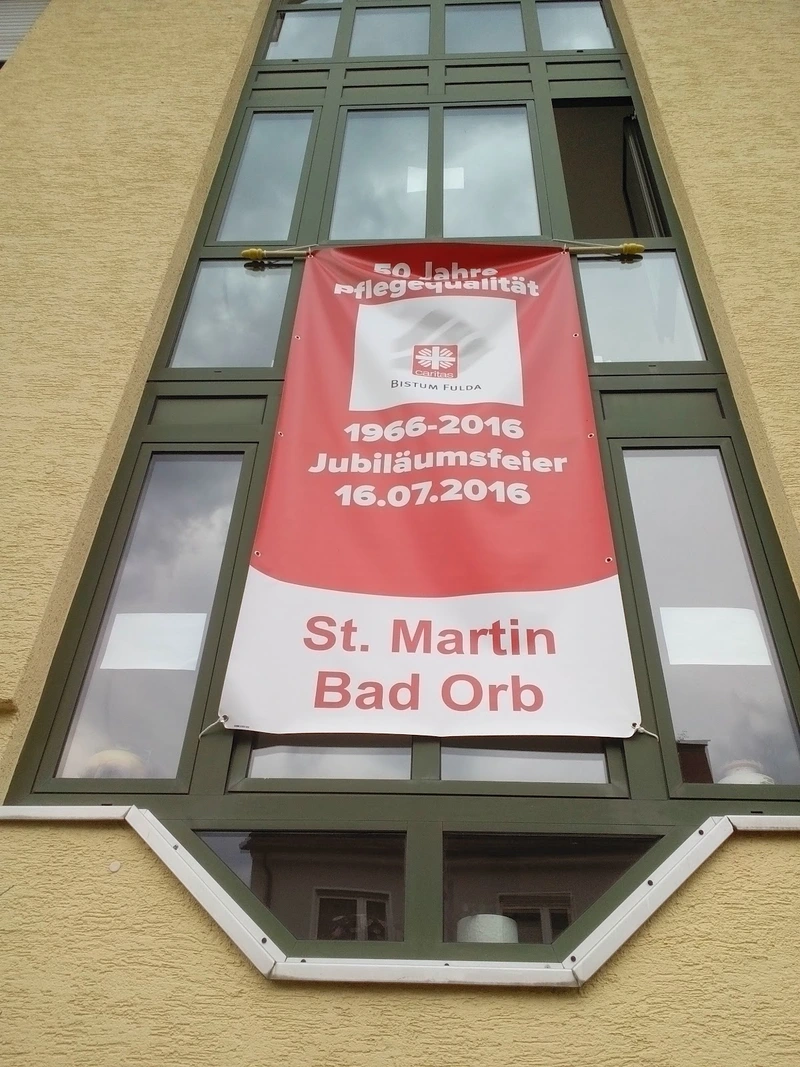 50 Jahre
Pflegequalität
caritas
BISTUM FULDA
1966-2016
Jubiläumsfeier
16.07.2016
St. Martin
Bad Orb